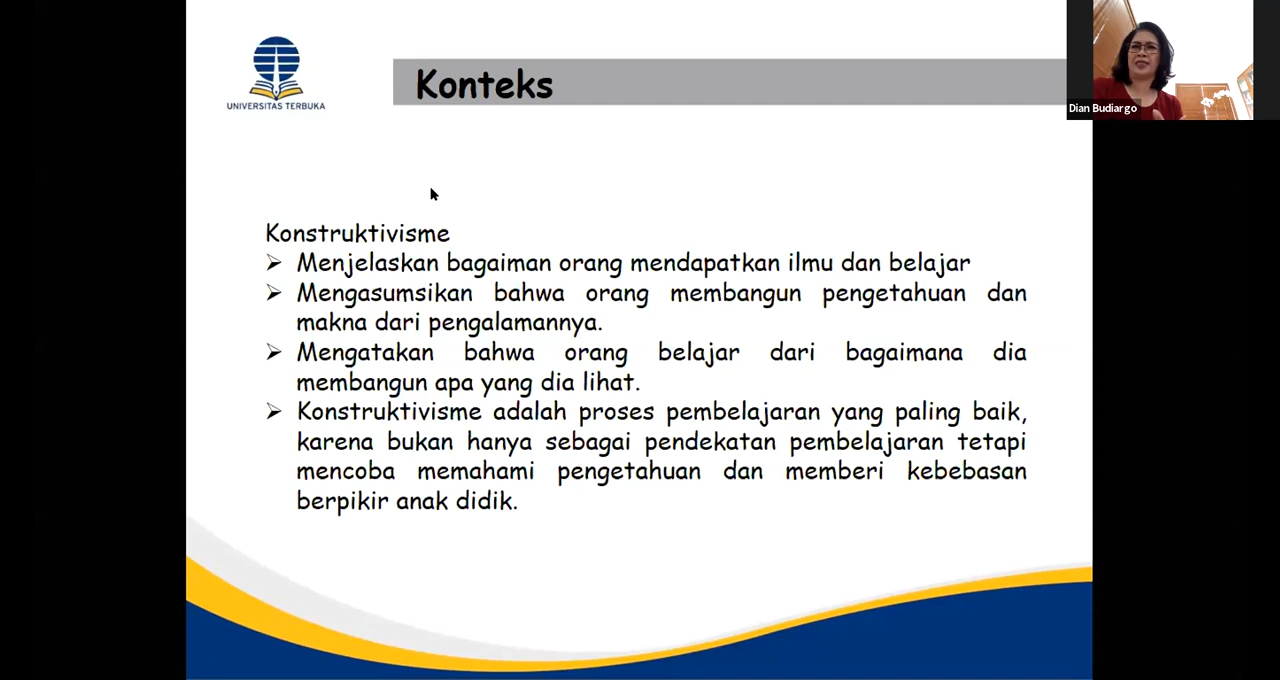 UNIVERSITAS TERBUKA
Konteks
Dian Budiargo
Konstruktivisme
➢ Menjelaskan bagaiman orang mendapatkan ilmu dan belajar
➢ Mengasumsikan bahwa orang membangun pengetahuan dan
makna dari pengalamannya.
➢ Mengatakan bahwa orang belajar dari bagaimana dia
membangun apa yang dia lihat.
➢ Konstruktivisme adalah proses pembelajaran yang paling baik,
karena bukan hanya sebagai pendekatan pembelajaran tetapi
mencoba memahami pengetahuan dan memberi kebebasan
berpikir anak didik.